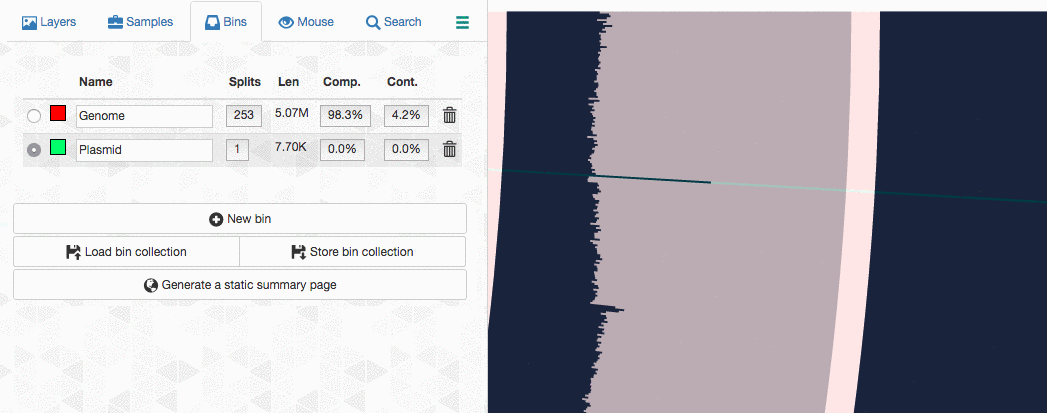 Layers Samples Bins Mouse Search
Name Splits Len Comp. Cont.
Genome 253 5.07M 98.3% 4.2%
Plasmid 1 7.70K 0.0% 0.0%
New bin
Load bin collection Store bin collection
Generate a static summary page